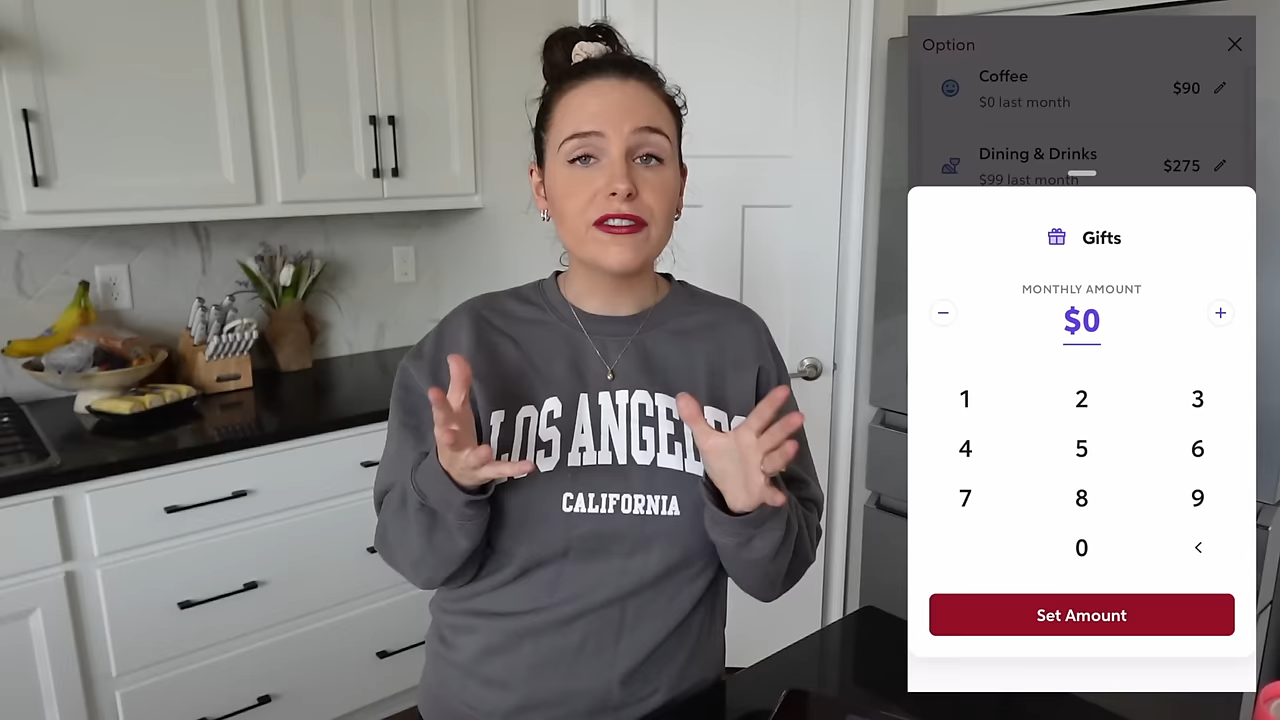 LOS ANGELES
CALIFORNIA
Option
Coffee
$0 last month
$90
Dining & Drinks
$99 last month
$275
Gifts
MONTHLY AMOUNT
$0
1 2 3
4 5 6
7 8 9
0
Set Amount